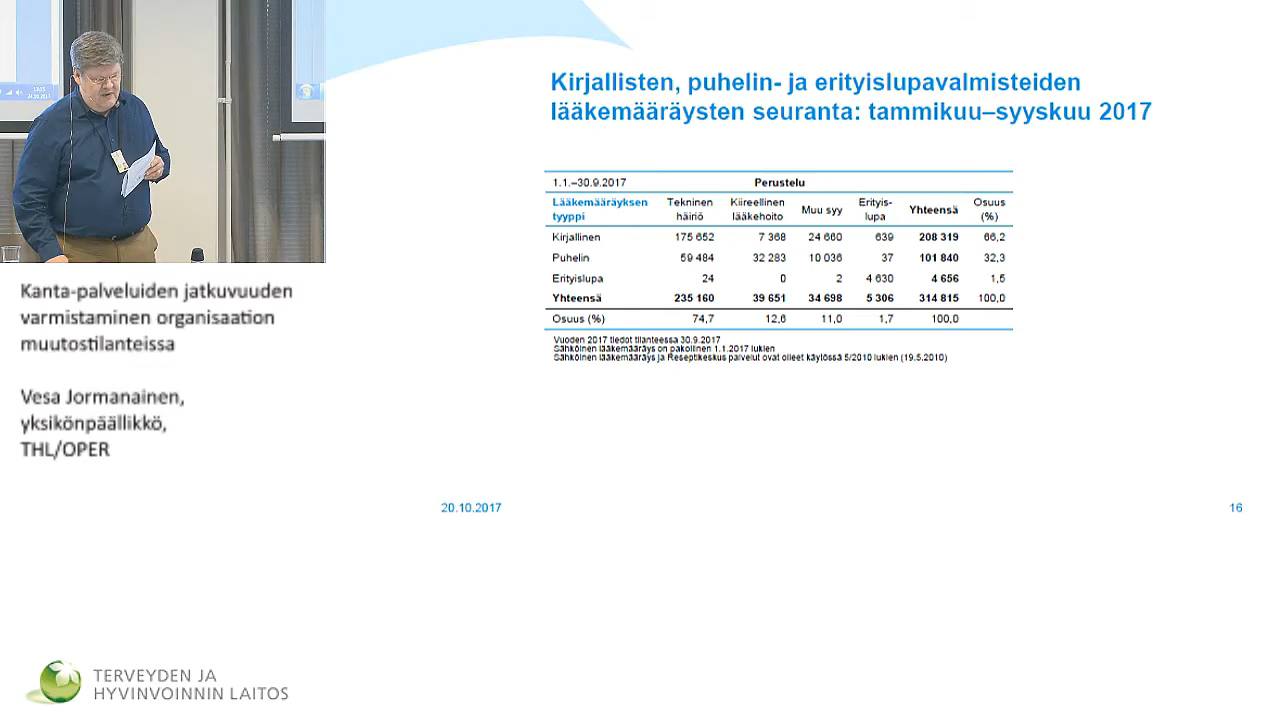 Kirjallisten, puhelin- ja erityislupavalmisteiden
lääkemääräysten seuranta: tammikuu–syyskuu 2017
1.1.–30.9.2017 Perustelu
Lääkemääräyksen tyyppi Tekninen häiriö Kiireellinen lääkehoito Muu syy Erityis-lupa Yhteensä Osuus (%)
Kirjallinen 175 652 7 368 24 660 639 208 319 66,2
Puhelin 59 484 32 283 10 036 37 101 840 32,3
Erityislupa 24 0 2 4 630 4 656 1,5
Yhteensä 235 160 39 651 34 698 5 306 314 815 100,0
Osuus (%) 74,7 12,6 11,0 1,7 100,0
Vuoden 2017 tiedot tilanteessa 30.9.2017
Sähköinen lääkemääräys on pakollinen 1.1.2017 lukien
Sähköinen lääkemääräys ja Reseptikeskus palvelut ovat olleet käytössä 5/2010 lukien (19.5.2010)
Kanta-palveluiden jatkuvuuden
varmistaminen organisaation
muutostilanteissa
Vesa Jormanainen,
yksikönpäällikkö,
THL/OPER
20.10.2017
16
TERVEYDEN JA
HYVINVOINNIN LAITOS